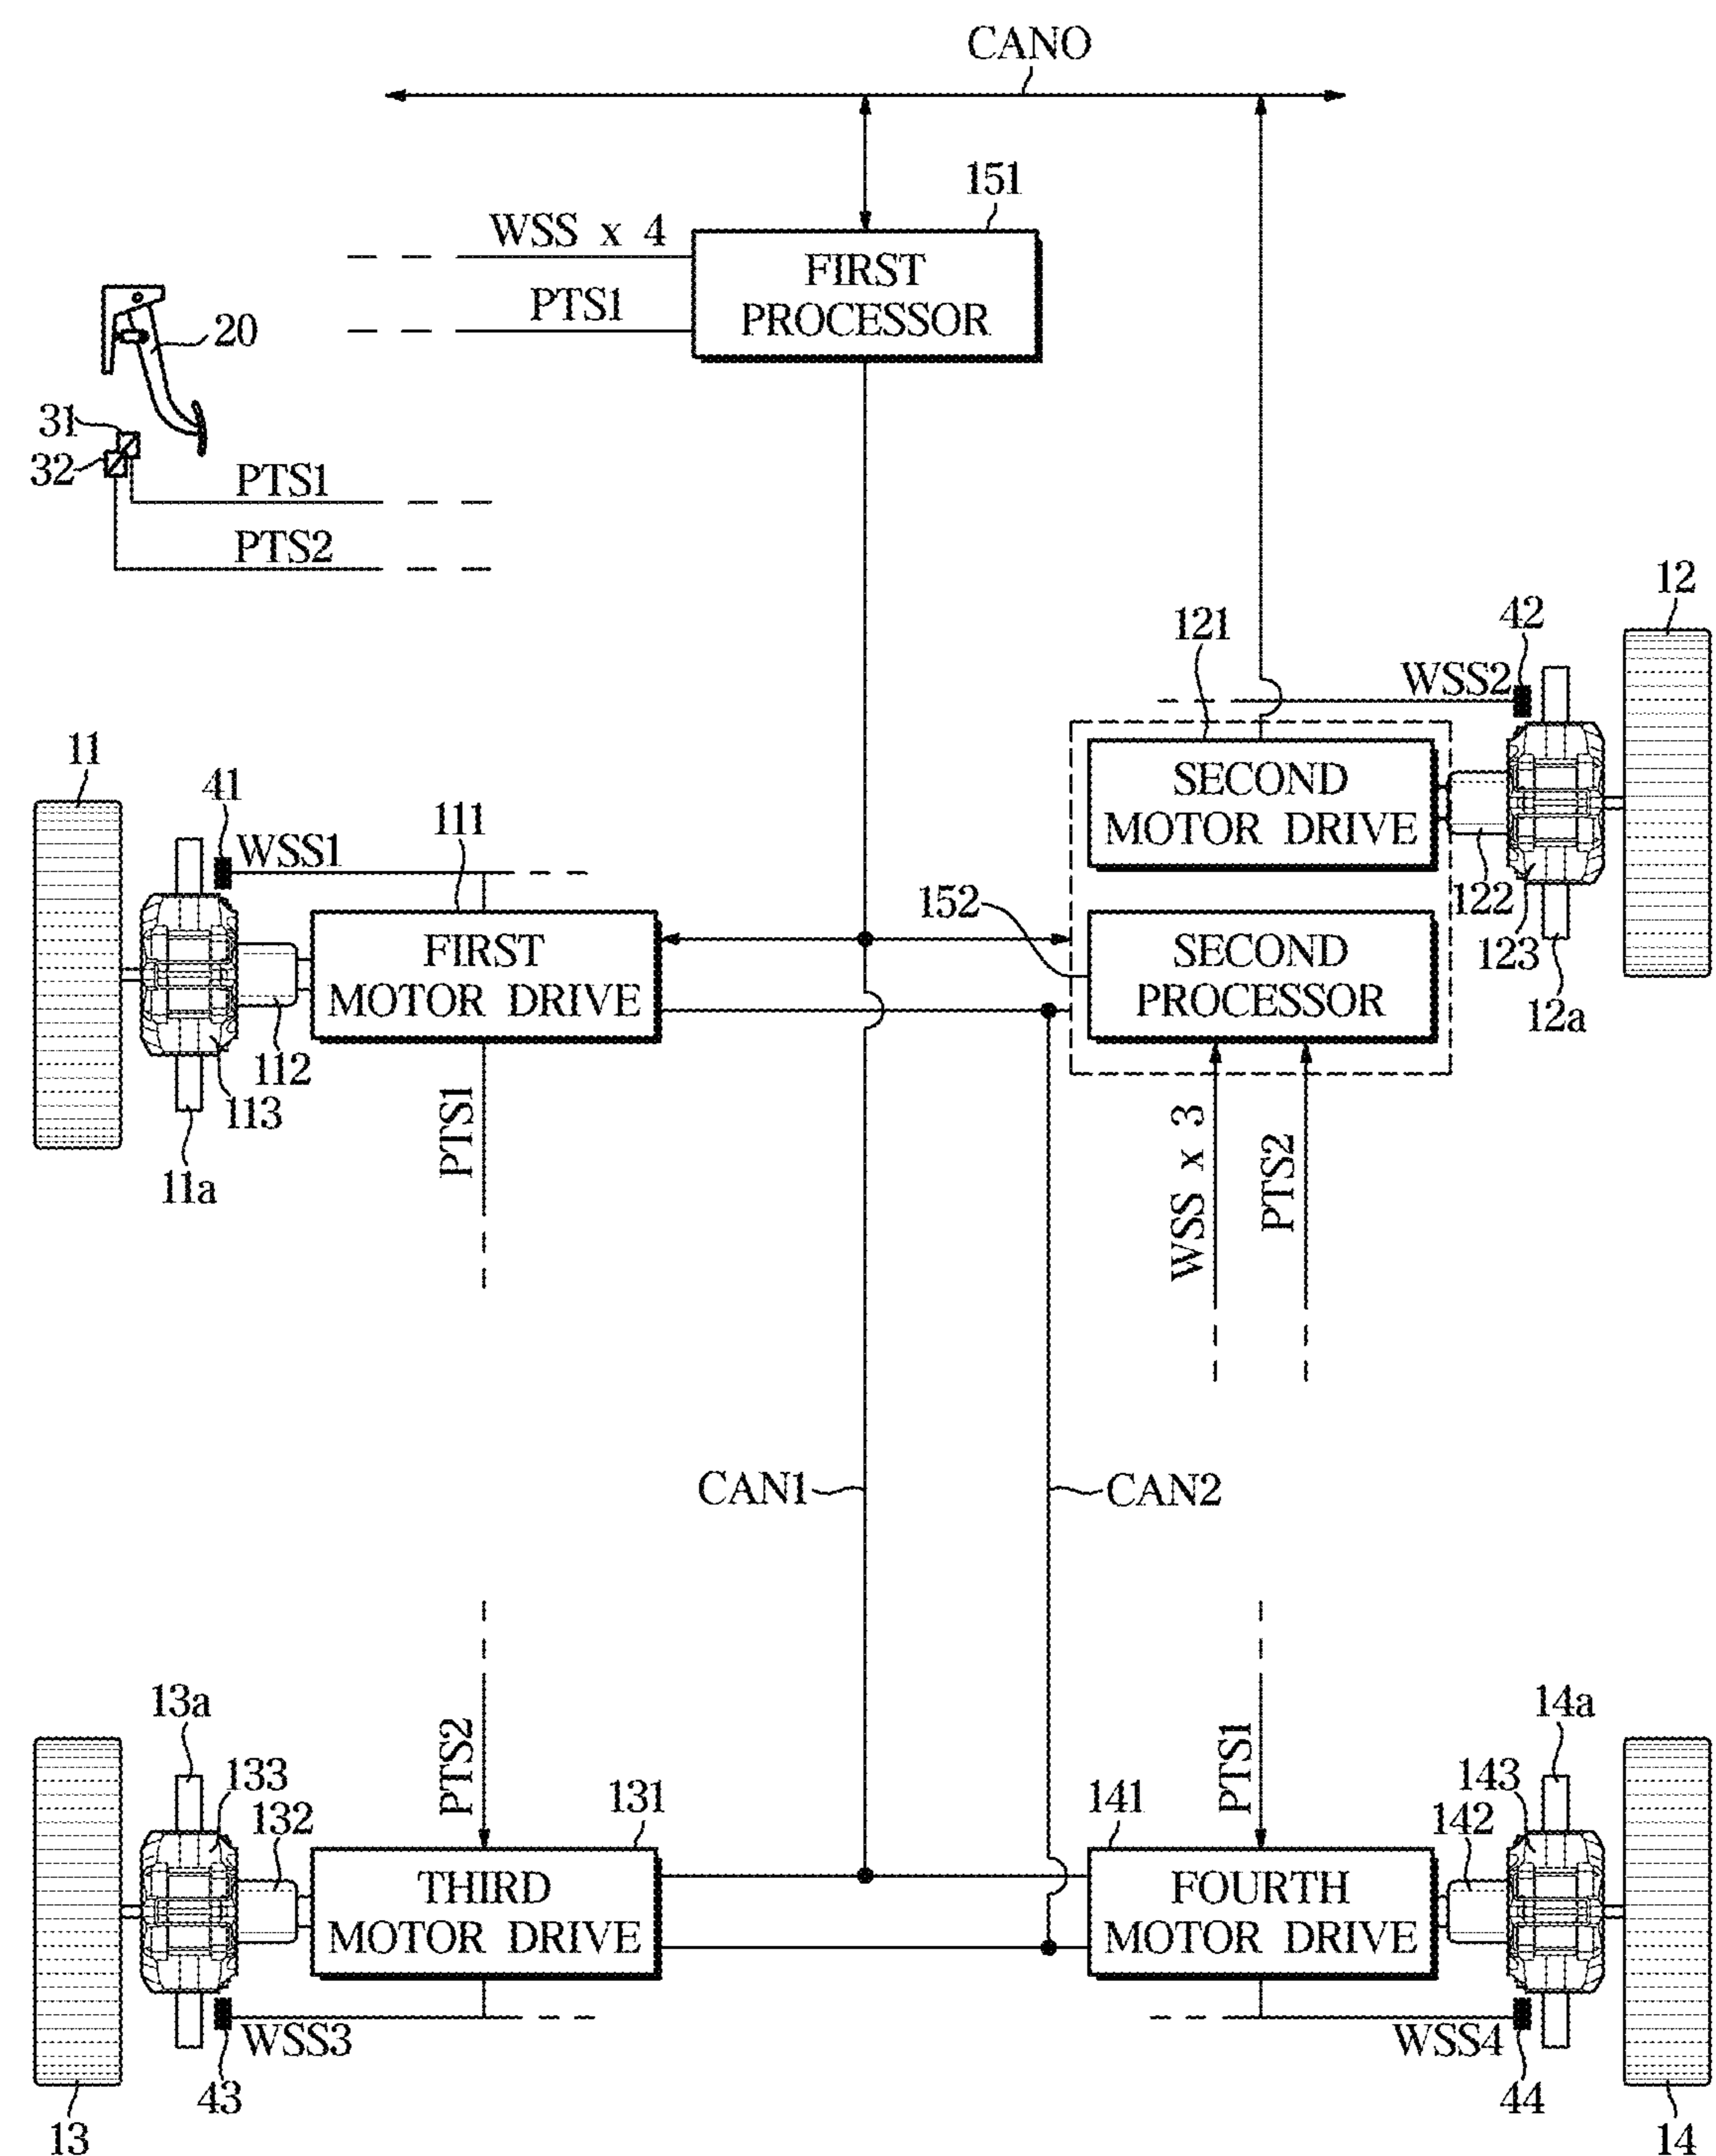 CAN0
151
WSS x 4
FIRST
PROCESSOR
PTS1
20
31
32
PTS1
PTS2
12
42
121
WSS2
11
SECOND
MOTOR DRIVE
41
111
WSS1
122
152
123
FIRST
MOTOR DRIVE
SECOND
PROCESSOR
12a
112
113
11a
PTS1
WSS x 3
PTS2
CAN1
CAN2
13a
14a
PTS2
PTS1
133
132
131
141
143
142
THIRD
MOTOR DRIVE
FOURTH
MOTOR DRIVE
WSS3
WSS4
43
44
13
14